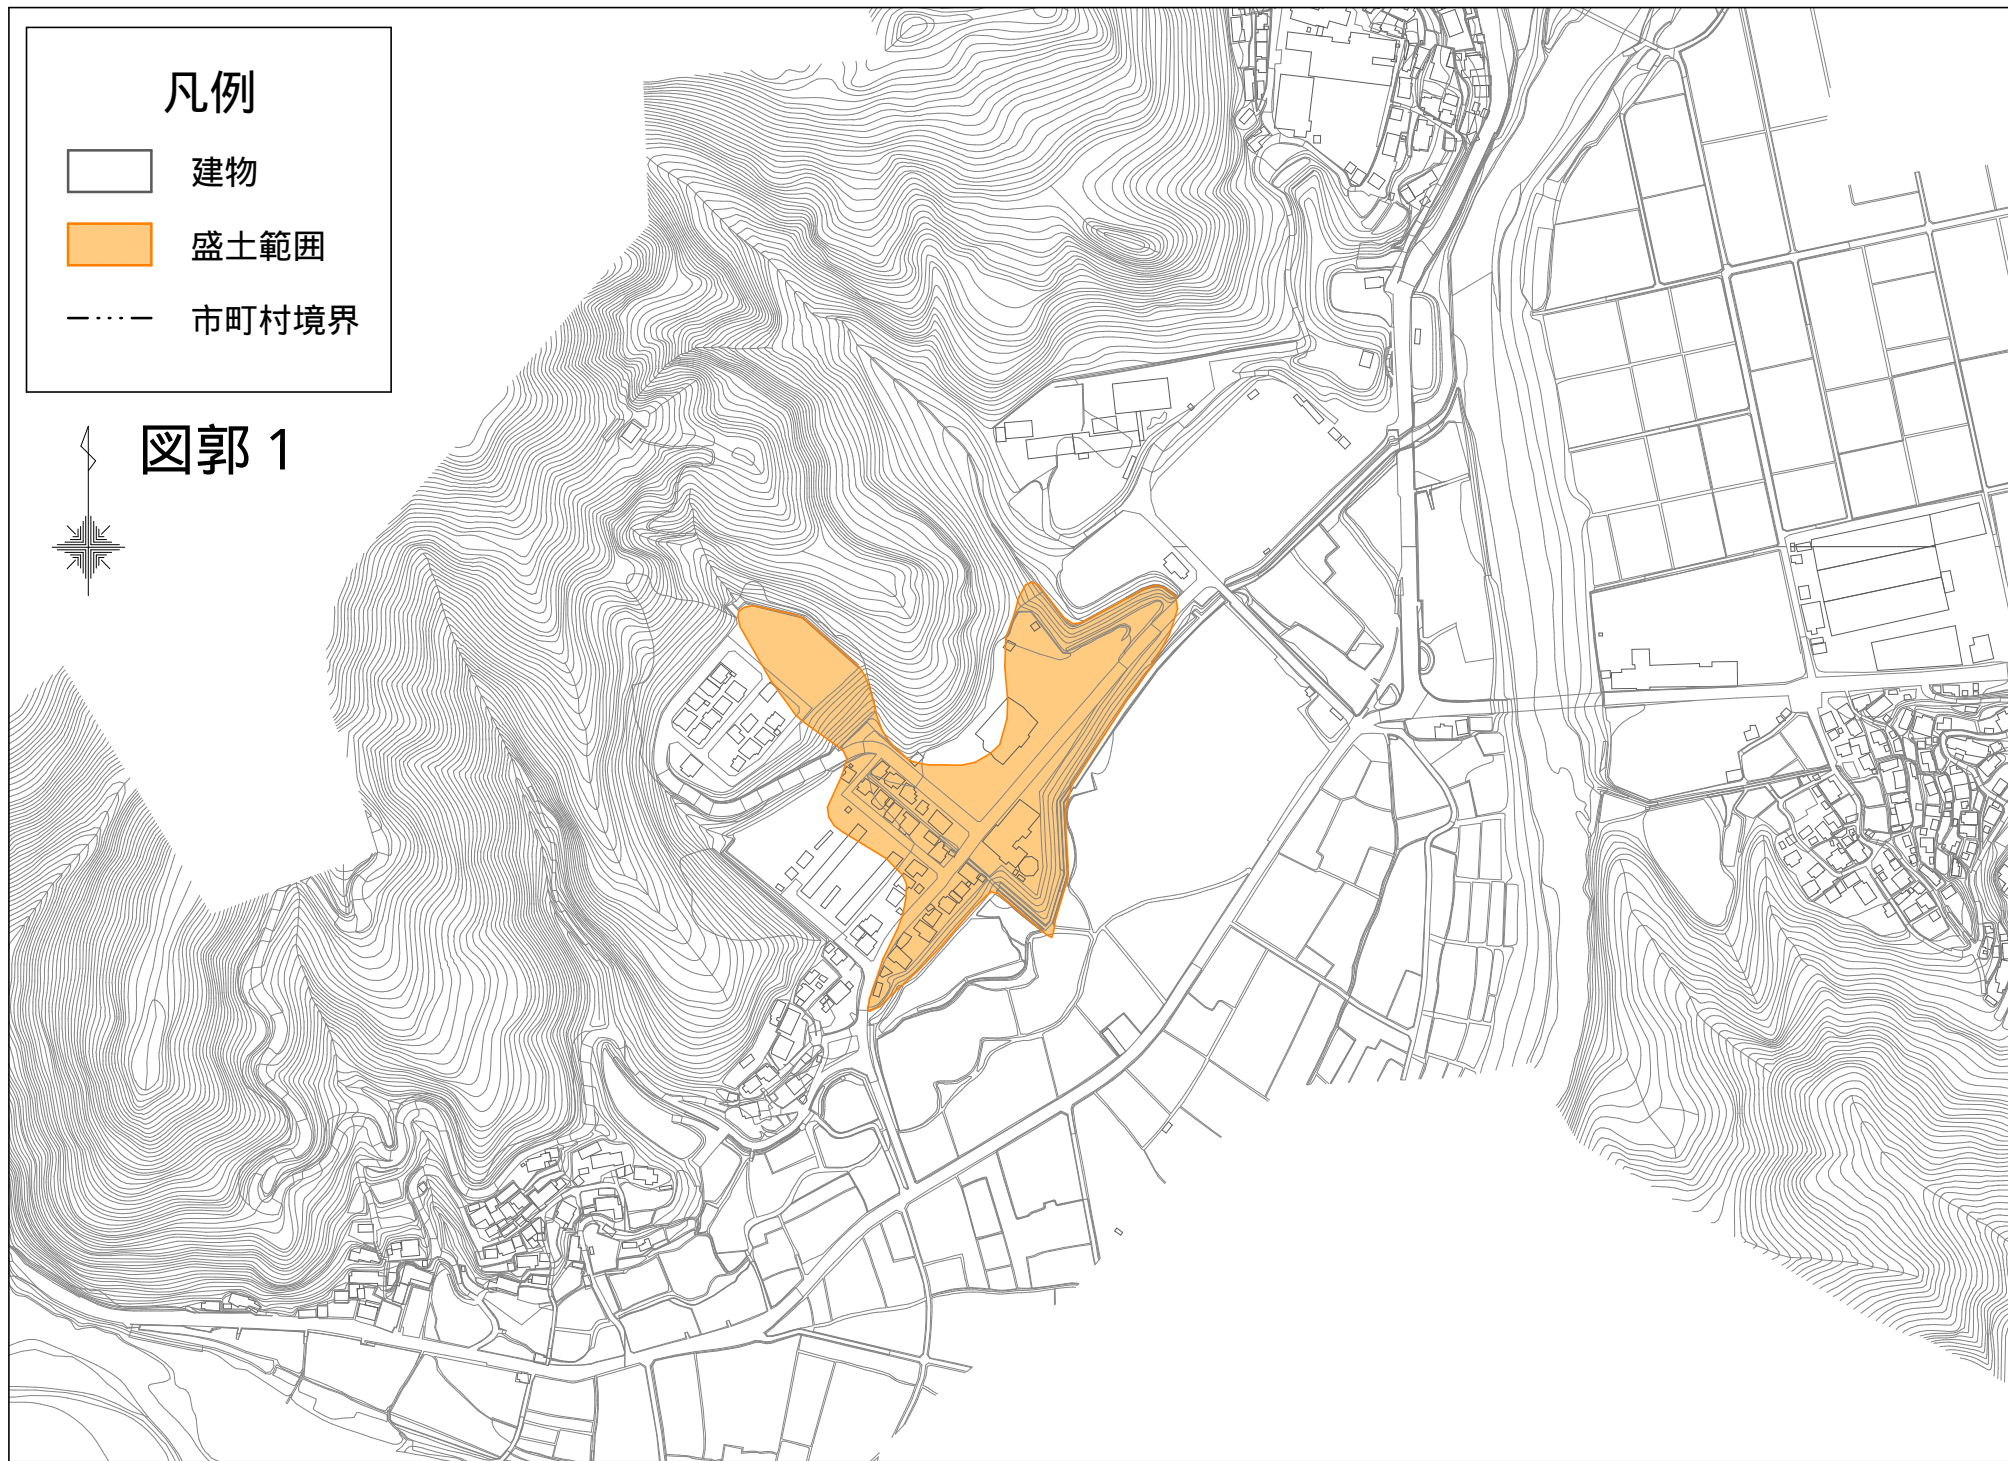 凡例
建物
盛土範囲
市町村境界
図郭 1